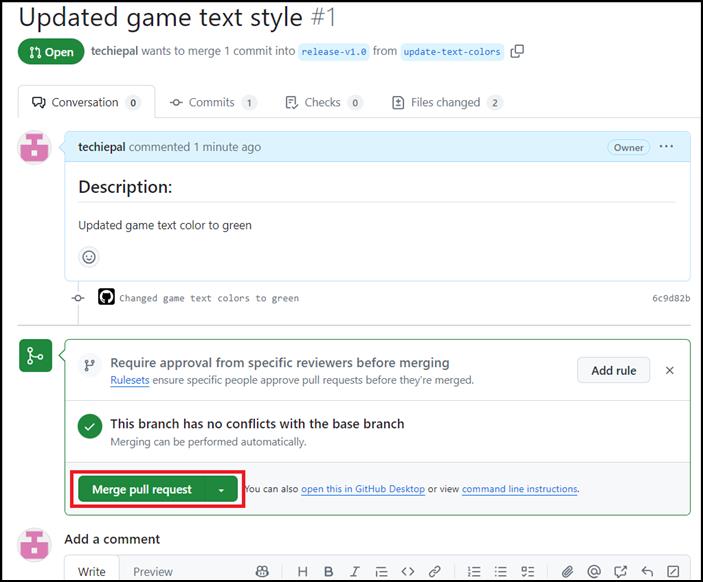 Updated game text style #1
Open techiepal wants to merge 1 commit into release-v1.0 from update-text-colors
Conversation 0 Commits 1 Checks 0 Files changed 2
techiepal commented 1 minute ago Owner
Description:
Updated game text color to green
Changed game text colors to green 6c9d82b
Require approval from specific reviewers before merging
Rulesets ensure specific people approve pull requests before they're merged.
Add rule
This branch has no conflicts with the base branch
Merging can be performed automatically.
Merge pull request You can also open this in GitHub Desktop or view command line instructions.
Add a comment
Write Preview H B I